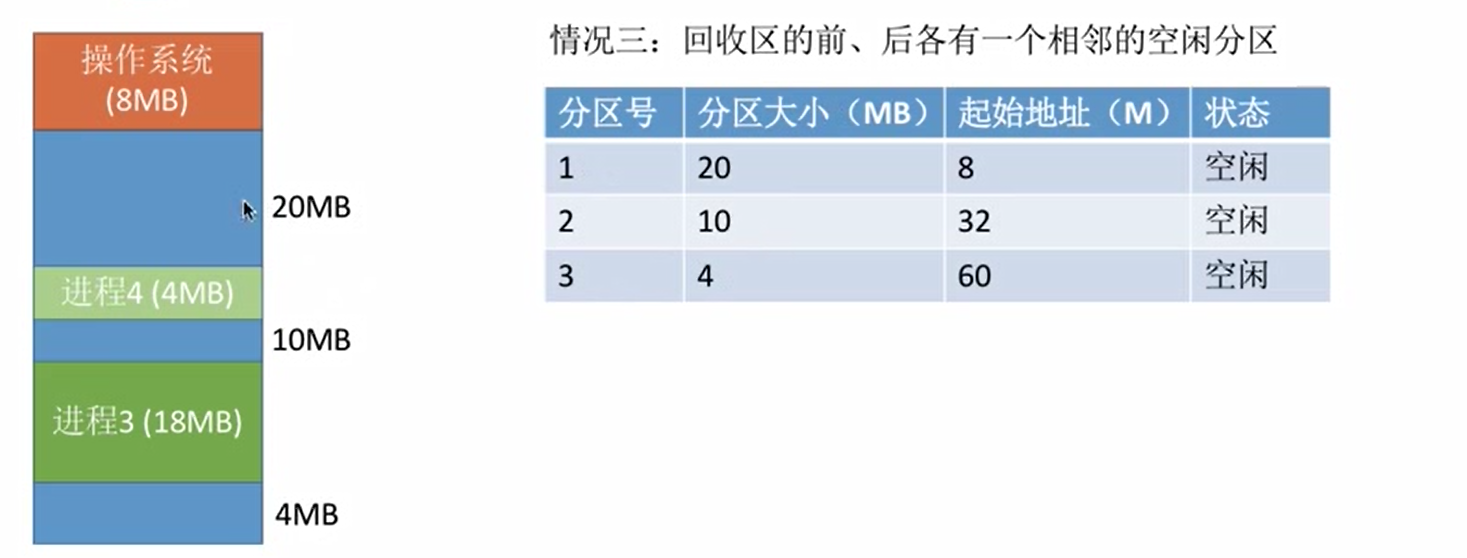 操作系统
(8MB)
20MB
进程4 (4MB)
10MB
进程3 (18MB)
4MB
情况三：回收区的前、后各有一个相邻的空闲分区
分区号 分区大小（MB） 起始地址（M） 状态
1 20 8 空闲
2 10 32 空闲
3 4 60 空闲